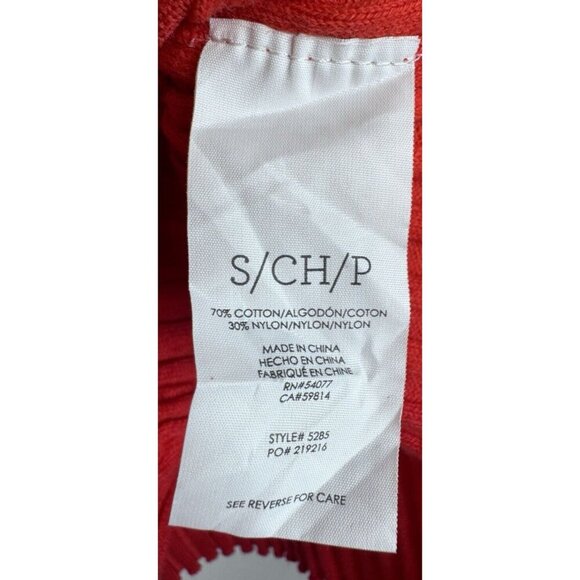 S/CH/P
70% COTTON/ALGODÓN/COTON
30% NYLON/NYLON/NYLON
MADE IN CHINA
HECHO EN CHINA
FABRIQUÉ EN CHINE
RN#54077
CA#59814
STYLE# 5285
PO# 219216
SEE REVERSE FOR CARE